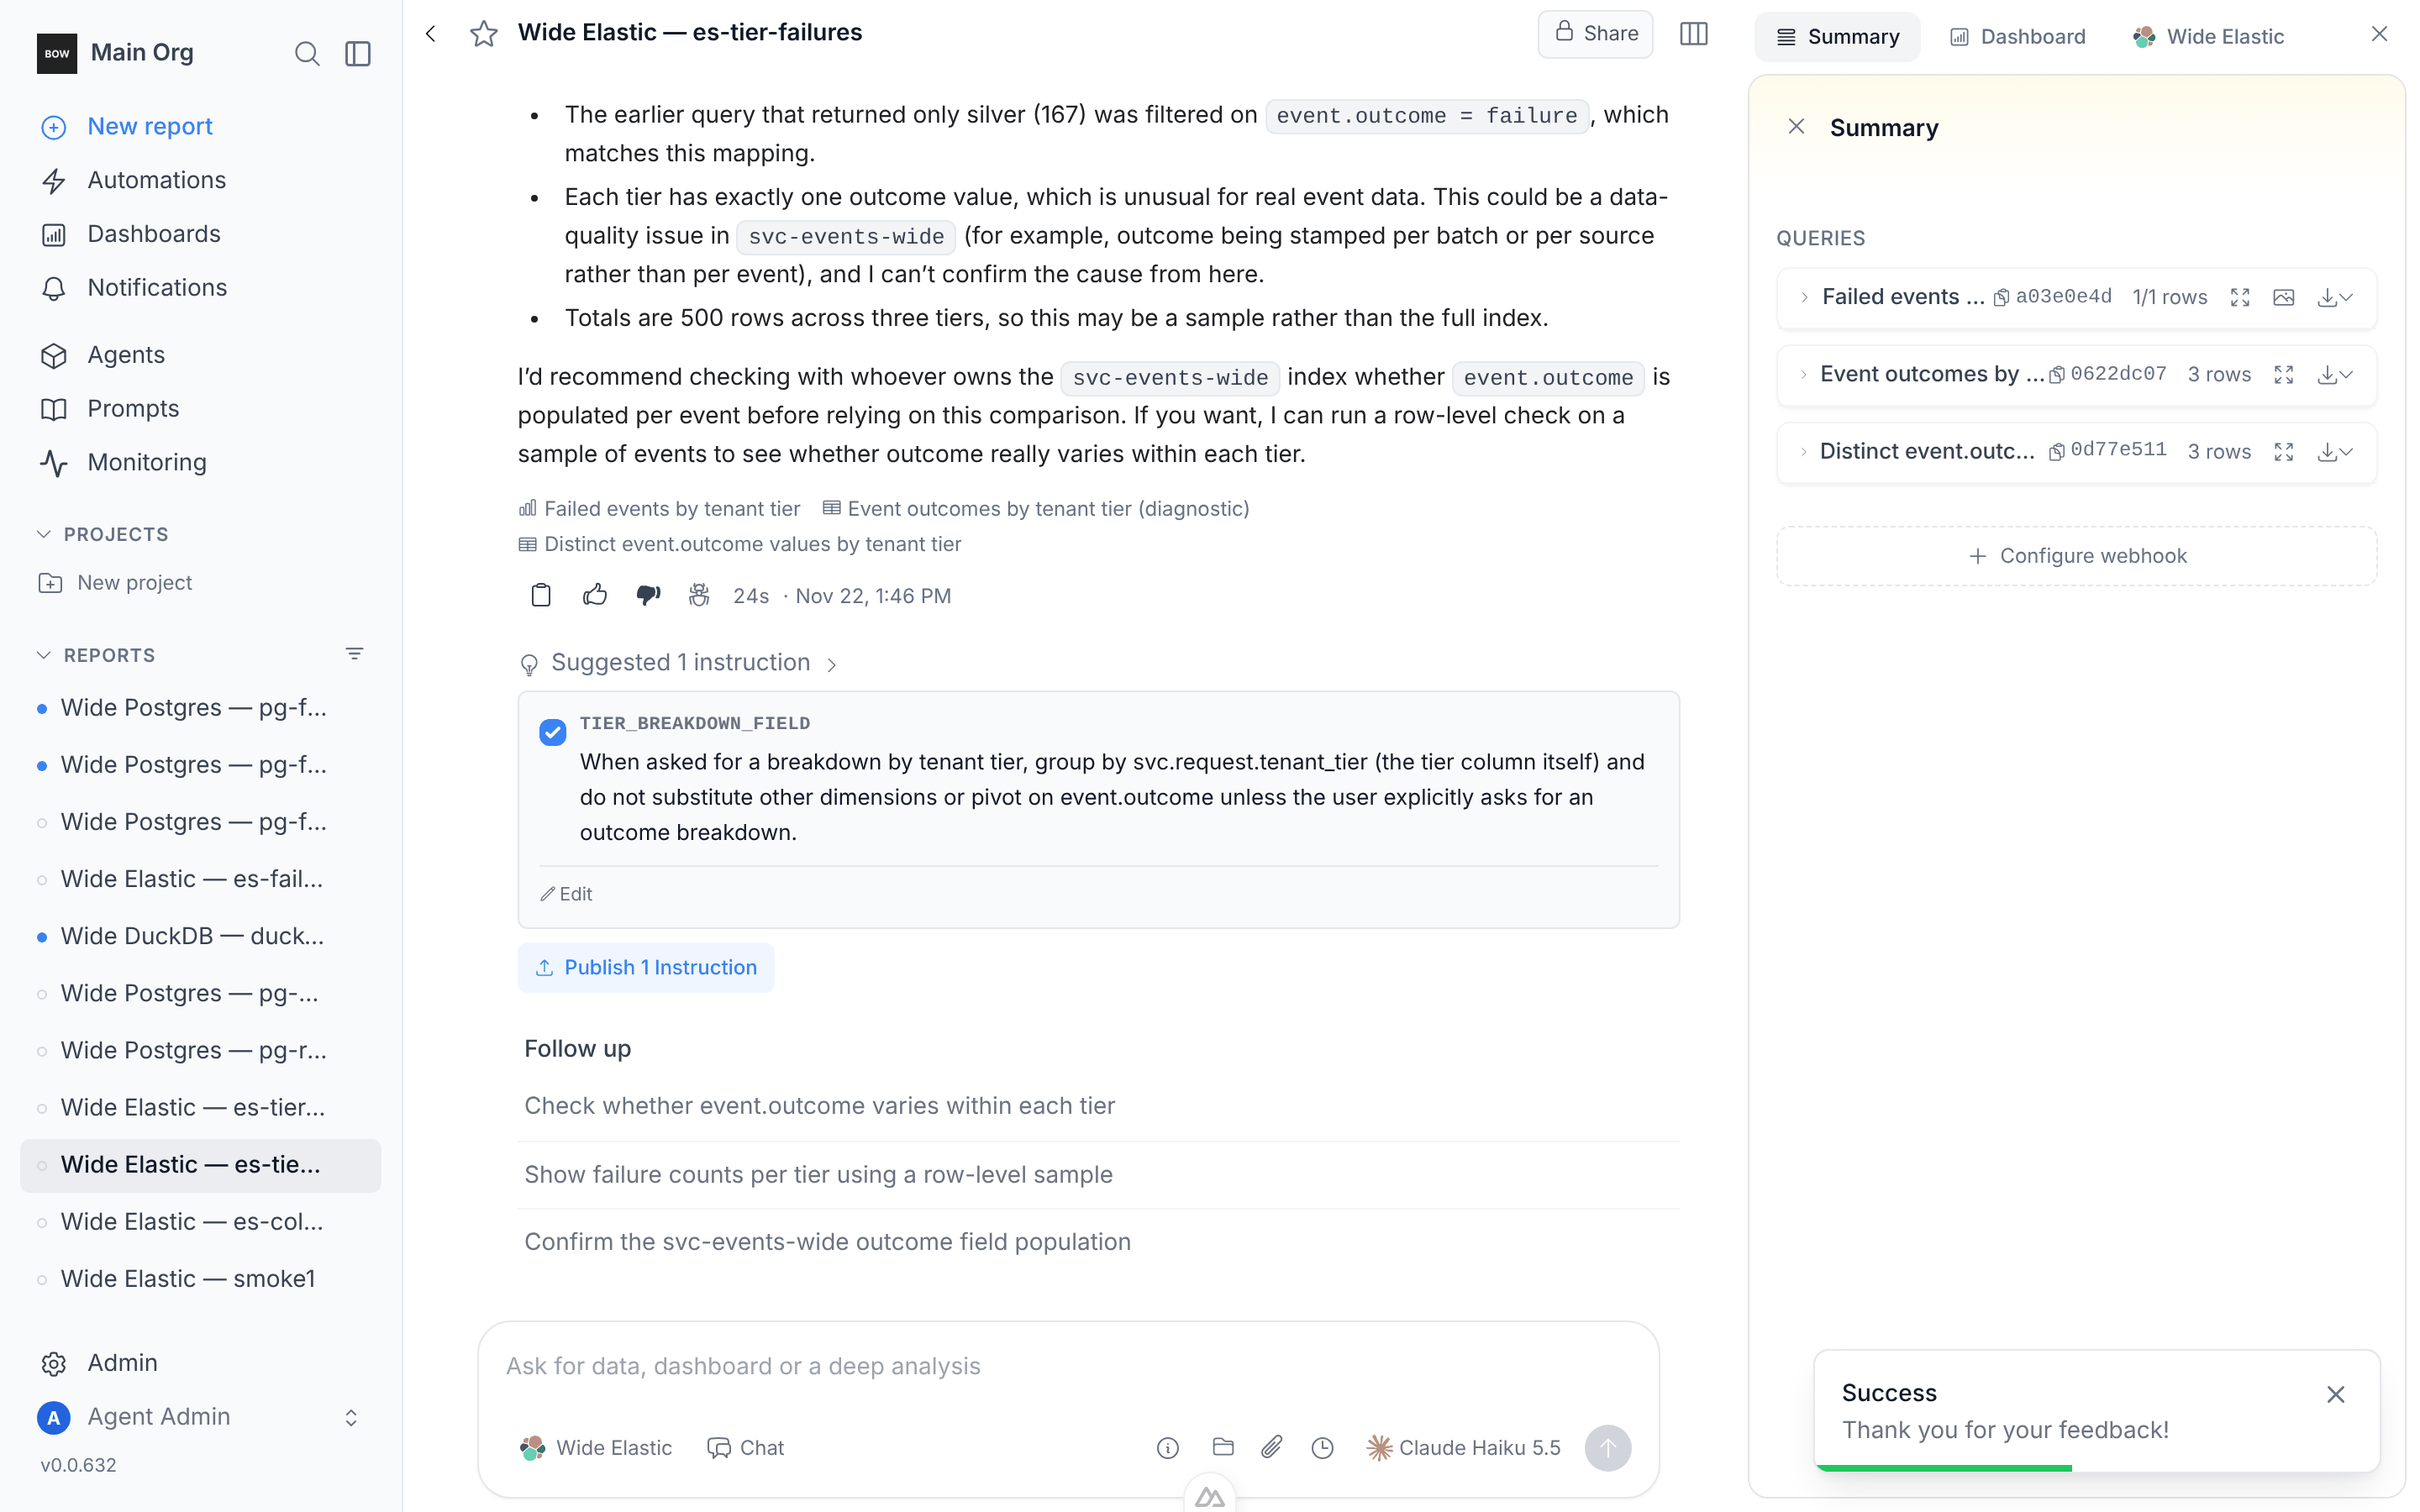 BOW
Main Org
New report
Automations
Dashboards
Notifications
Agents
Prompts
Monitoring
PROJECTS
New project
REPORTS
Wide Postgres — pg-f...
Wide Postgres — pg-f...
Wide Postgres — pg-f...
Wide Elastic — es-fail...
Wide DuckDB — duck...
Wide Postgres — pg-...
Wide Postgres — pg-r...
Wide Elastic — es-tier...
Wide Elastic — es-tie...
Wide Elastic — es-col...
Wide Elastic — smoke1
Admin
A
Agent Admin
v0.0.632
Wide Elastic — es-tier-failures
Share
• The earlier query that returned only silver (167) was filtered on event.outcome = failure, which
matches this mapping.
• Each tier has exactly one outcome value, which is unusual for real event data. This could be a data-
quality issue in svc-events-wide (for example, outcome being stamped per batch or per source
rather than per event), and I can’t confirm the cause from here.
• Totals are 500 rows across three tiers, so this may be a sample rather than the full index.
I’d recommend checking with whoever owns the svc-events-wide index whether event.outcome is
populated per event before relying on this comparison. If you want, I can run a row-level check on a
sample of events to see whether outcome really varies within each tier.
Failed events by tenant tier Event outcomes by tenant tier (diagnostic)
Distinct event.outcome values by tenant tier
24s · Nov 22, 1:46 PM
Suggested 1 instruction
TIER_BREAKDOWN_FIELD
When asked for a breakdown by tenant tier, group by svc.request.tenant_tier (the tier column itself) and
do not substitute other dimensions or pivot on event.outcome unless the user explicitly asks for an
outcome breakdown.
Edit
Publish 1 Instruction
Follow up
Check whether event.outcome varies within each tier
Show failure counts per tier using a row-level sample
Confirm the svc-events-wide outcome field population
Ask for data, dashboard or a deep analysis
Wide Elastic Chat Claude Haiku 5.5
Summary Dashboard Wide Elastic
Summary
QUERIES
Failed events ... a03e0e4d 1/1 rows
Event outcomes by ... 0622dc07 3 rows
Distinct event.outc... 0d77e511 3 rows
+ Configure webhook
Success
Thank you for your feedback!